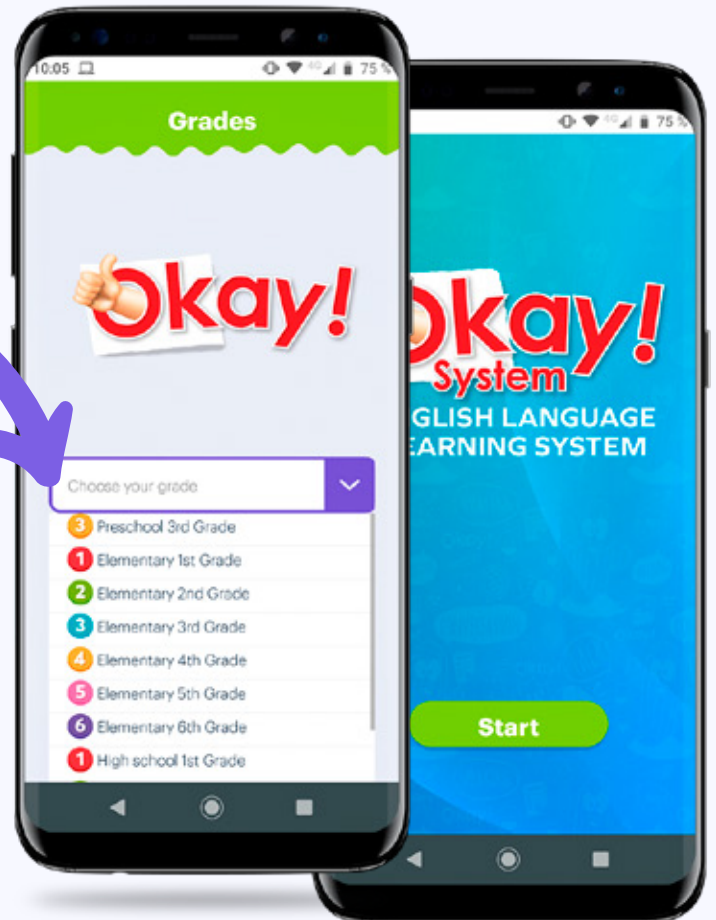 10:05
4G
75 %
Grades
Okay!
Choose your grade
3 Preschool 3rd Grade
1 Elementary 1st Grade
2 Elementary 2nd Grade
3 Elementary 3rd Grade
4 Elementary 4th Grade
5 Elementary 5th Grade
6 Elementary 6th Grade
1 High school 1st Grade
4G
75 %
Okay!
System
GLISH LANGUAGE
EARNING SYSTEM
Start